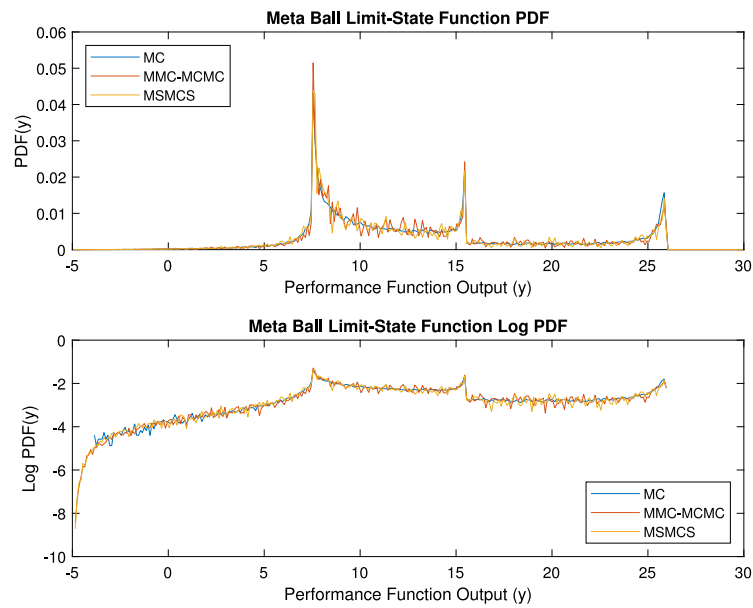 Meta Ball Limit-State Function PDF
0.06
0.05
0.04
0.03
0.02
0.01
0
PDF(y)
MC
MMC-MCMC
MSMCS
-5
0
5
10
15
20
25
30
Performance Function Output (y)
Meta Ball Limit-State Function Log PDF
0
-2
-4
-6
-8
-10
Log PDF(y)
MC
MMC-MCMC
MSMCS
-5
0
5
10
15
20
25
30
Performance Function Output (y)